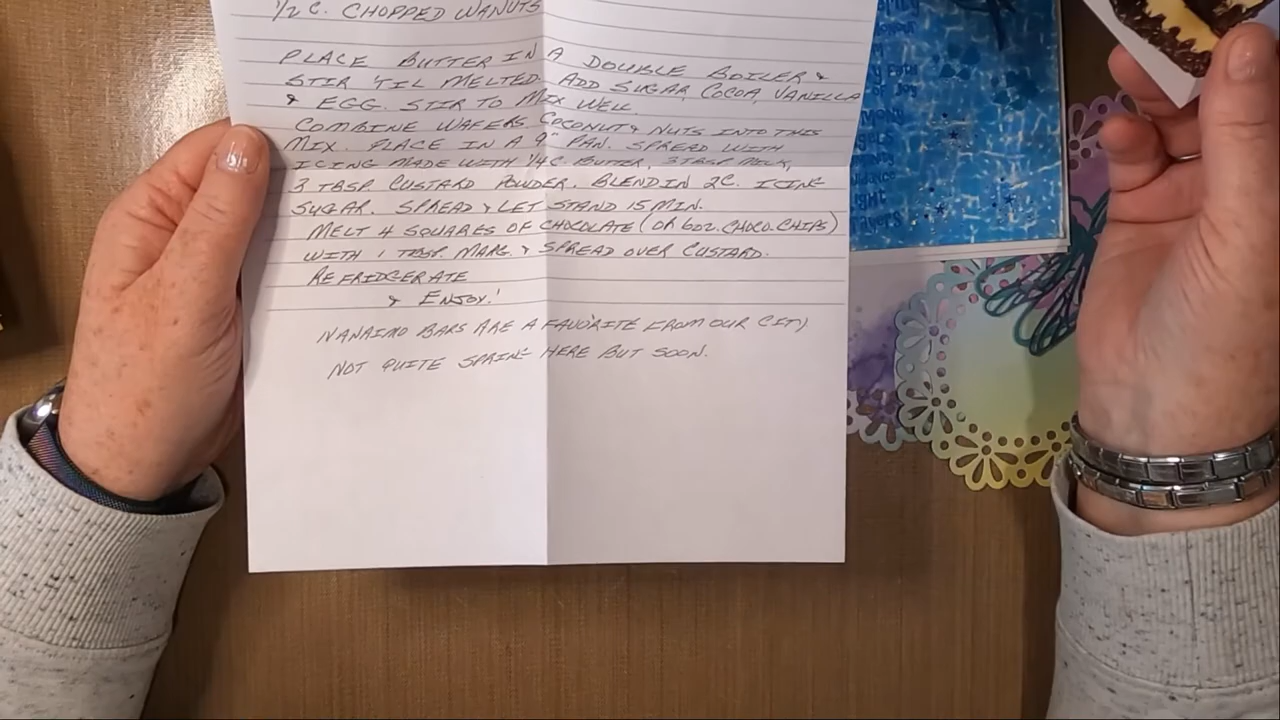 1/2 C. CHOPPED WANUTS
PLACE BUTTER IN A DOUBLE BOILER &
STIR 'TIL MELTED. ADD SUGAR, COCOA, VANILLA
& EGG. STIR TO MIX WELL
COMBINE WAFERS, COCONUT & NUTS INTO THIS
MIX. PLACE IN A 9" PAN. SPREAD WITH
ICING MADE WITH 1/4 C. BUTTER, 3 TBSP MILK,
3 TBSP. CUSTARD POWDER. BLEND IN 2C. ICING
SUGAR. SPREAD & LET STAND 15 MIN.
MELT 4 SQUARES OF CHOCOLATE (OR 6 OZ. CHOCO. CHIPS)
WITH 1 TBSP. MARG. & SPREAD OVER CUSTARD.
REFRIDGERATE
& ENJOY!
NANAIMO BARS ARE A FAVORITE FROM OUR CITY
NOT QUITE SPRING HERE BUT SOON.